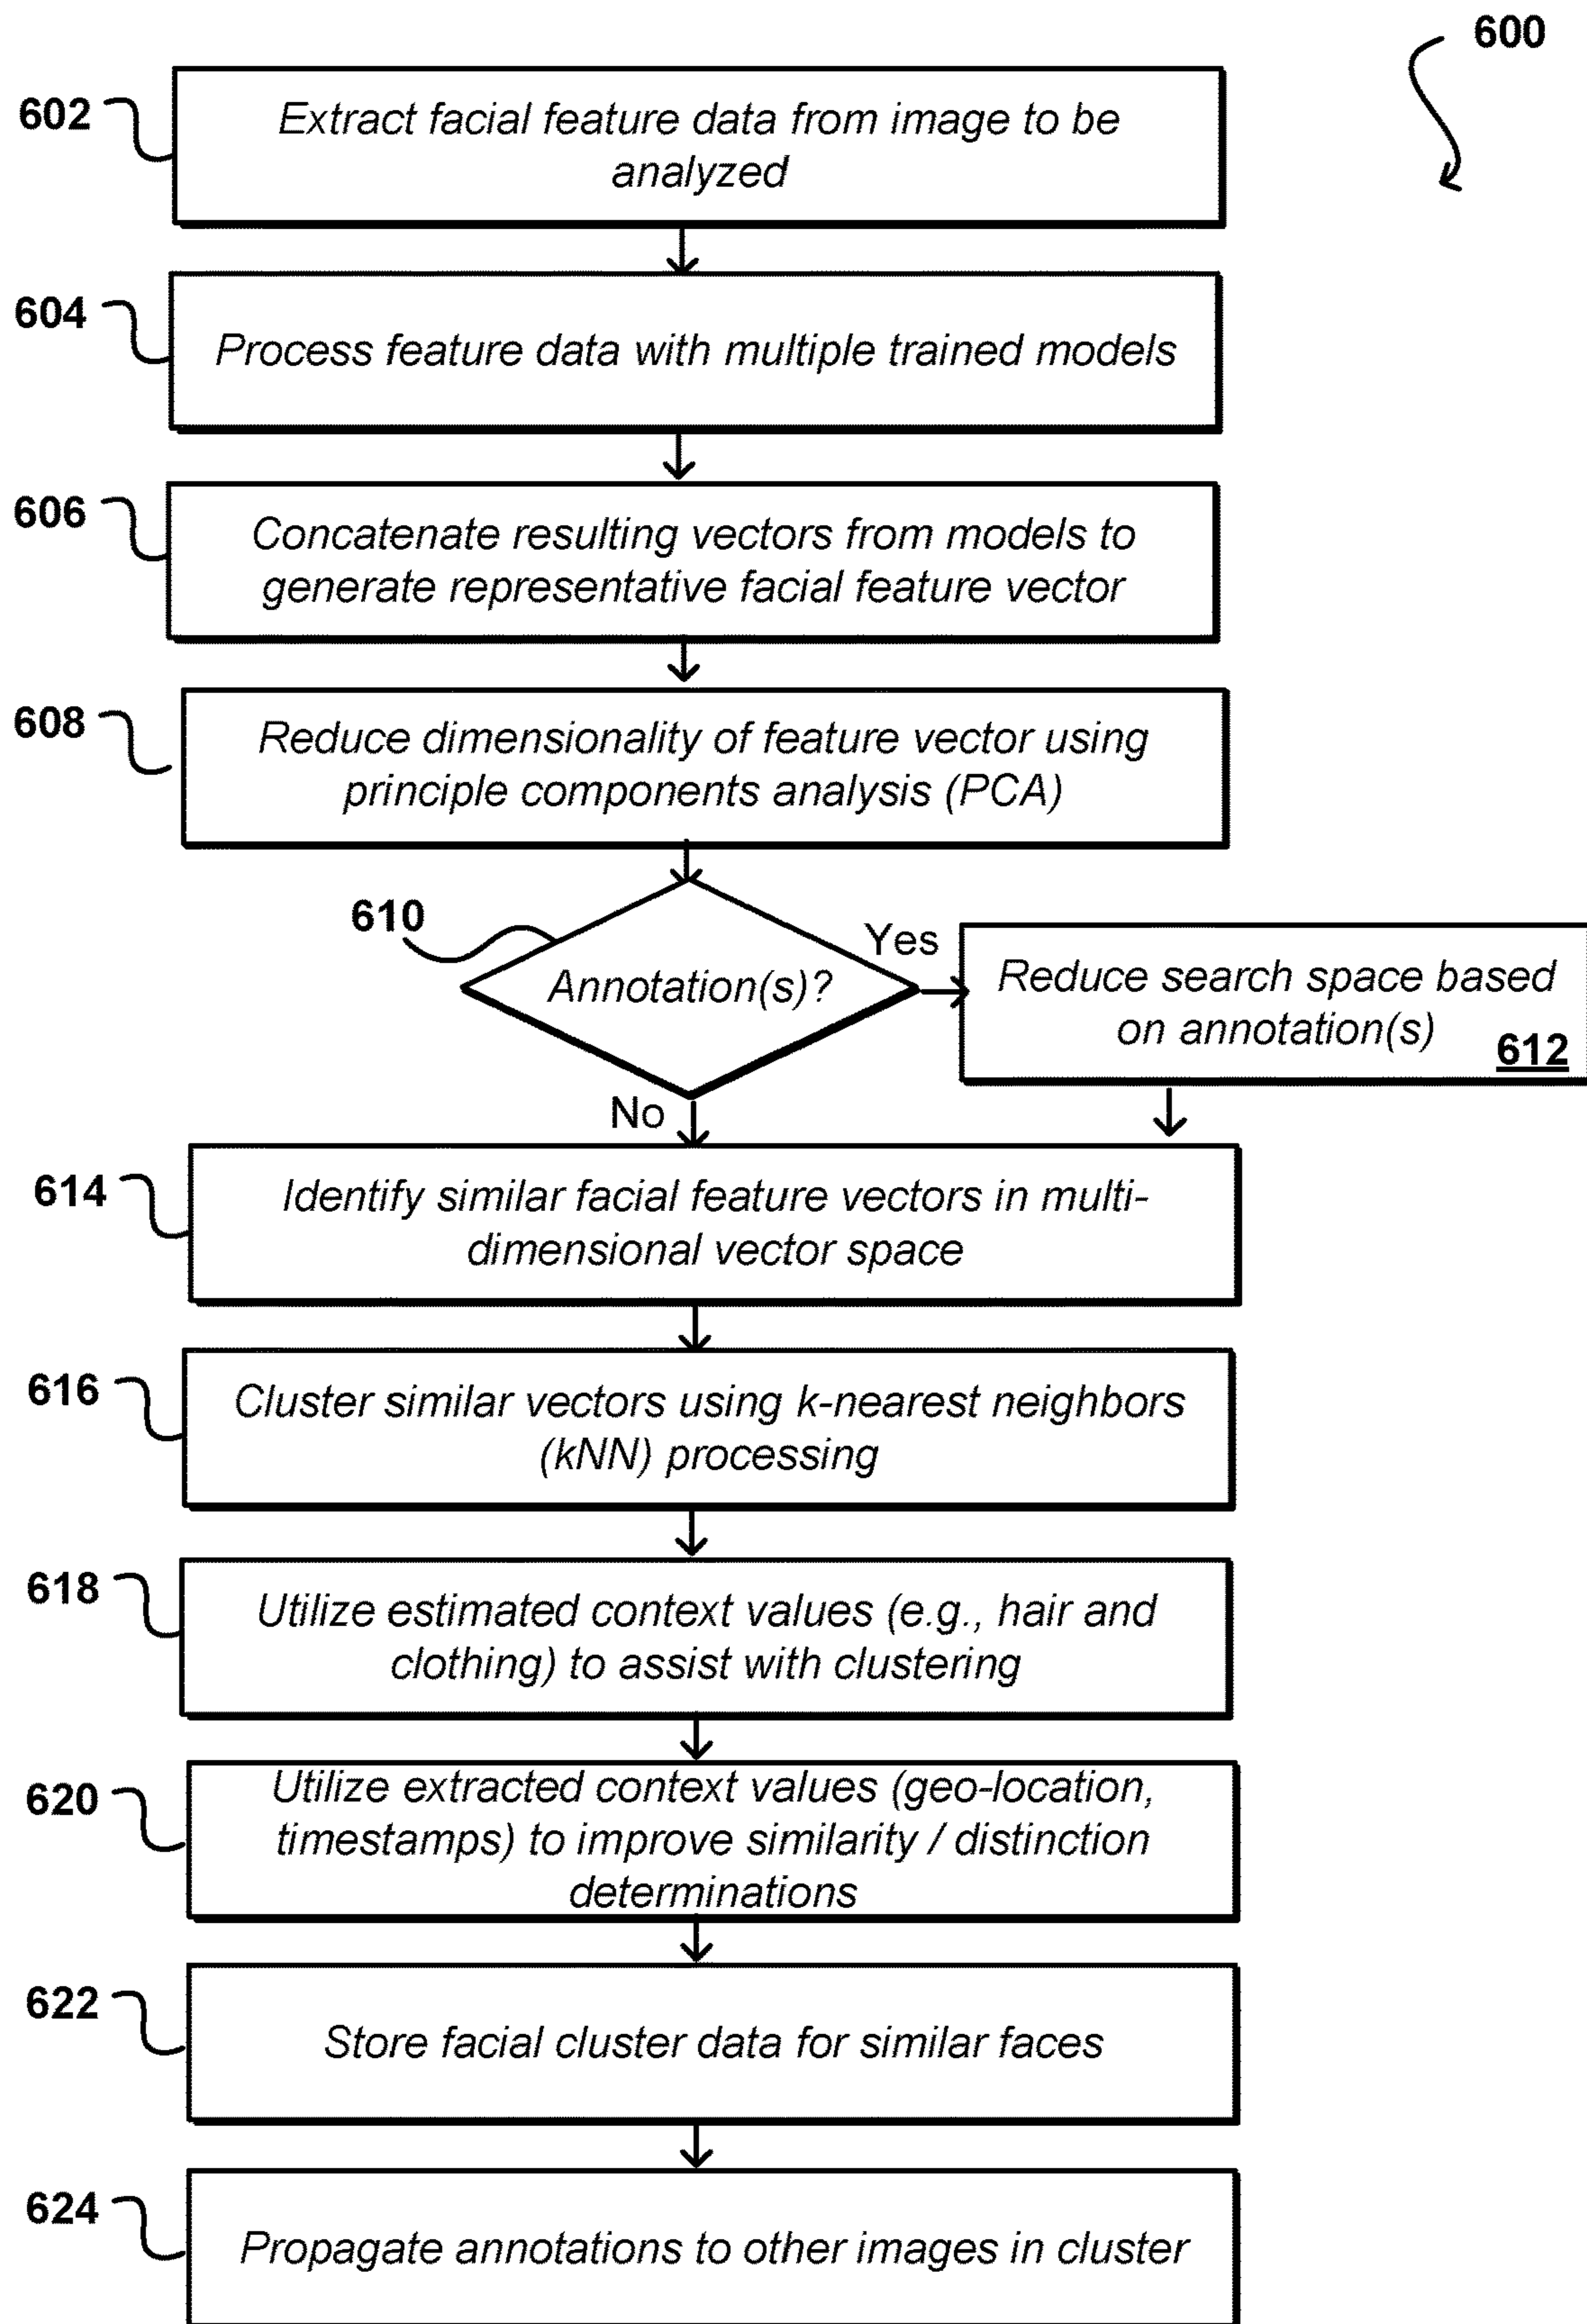 600
602
Extract facial feature data from image to be
analyzed
604
Process feature data with multiple trained models
606
Concatenate resulting vectors from models to
generate representative facial feature vector
608
Reduce dimensionality of feature vector using
principle components analysis (PCA)
610
Annotation(s)?
Yes
Reduce search space based
on annotation(s)
612
No
614
Identify similar facial feature vectors in multi-
dimensional vector space
616
Cluster similar vectors using k-nearest neighbors
(kNN) processing
618
Utilize estimated context values (e.g., hair and
clothing) to assist with clustering
620
Utilize extracted context values (geo-location,
timestamps) to improve similarity / distinction
determinations
622
Store facial cluster data for similar faces
624
Propagate annotations to other images in cluster